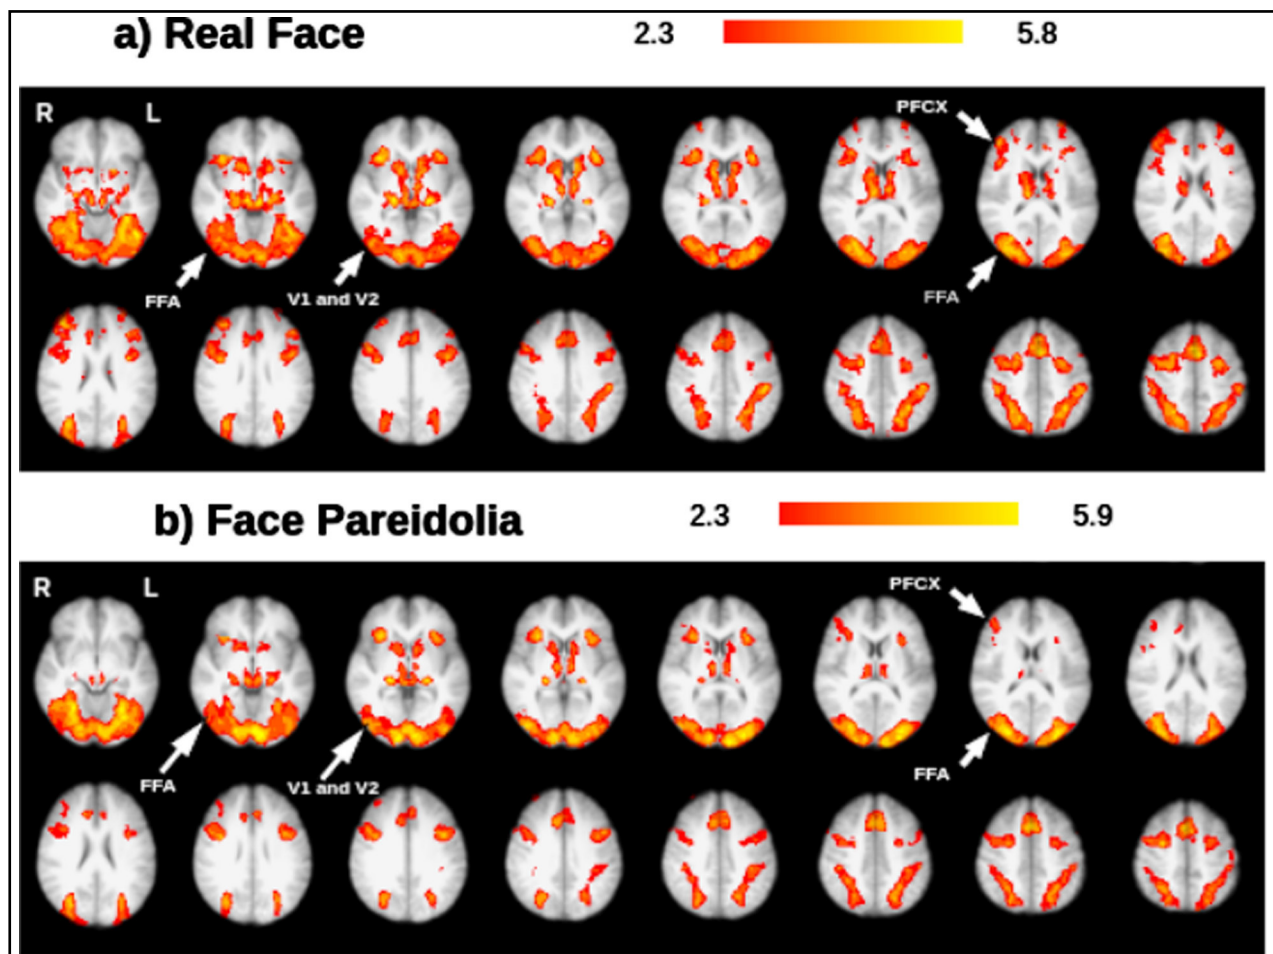 a) Real Face
2.3 5.8
R L
PFCX
FFA
V1 and V2
FFA
b) Face Pareidolia
2.3 5.9
R L
PFCX
FFA
V1 and V2
FFA